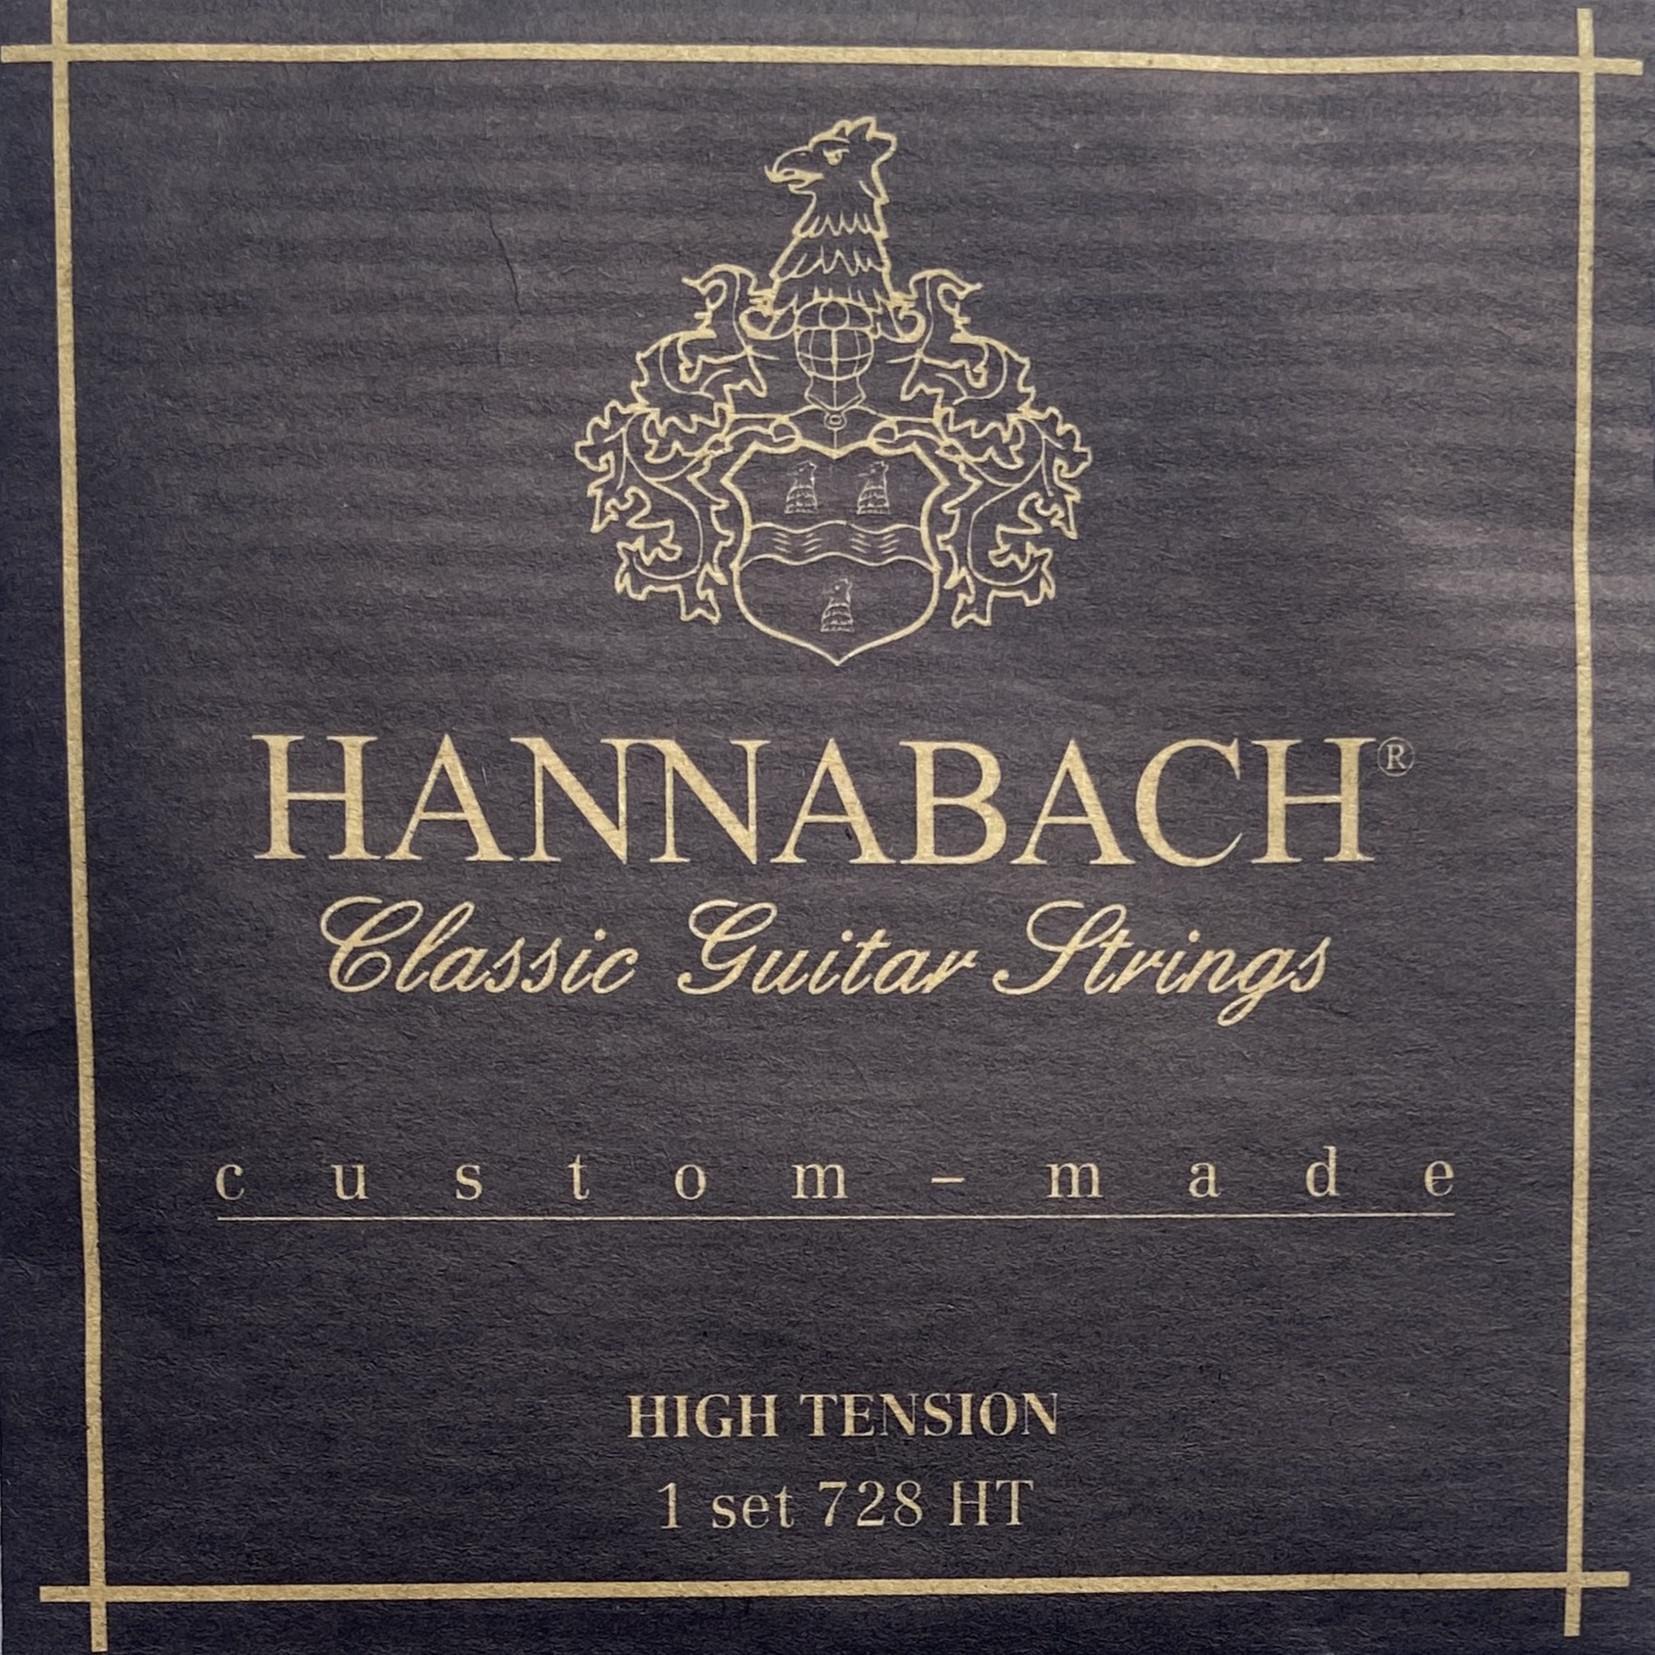 HANNABACH®
Classic Guitar Strings
custom–made
HIGH TENSION
1 set 728 HT